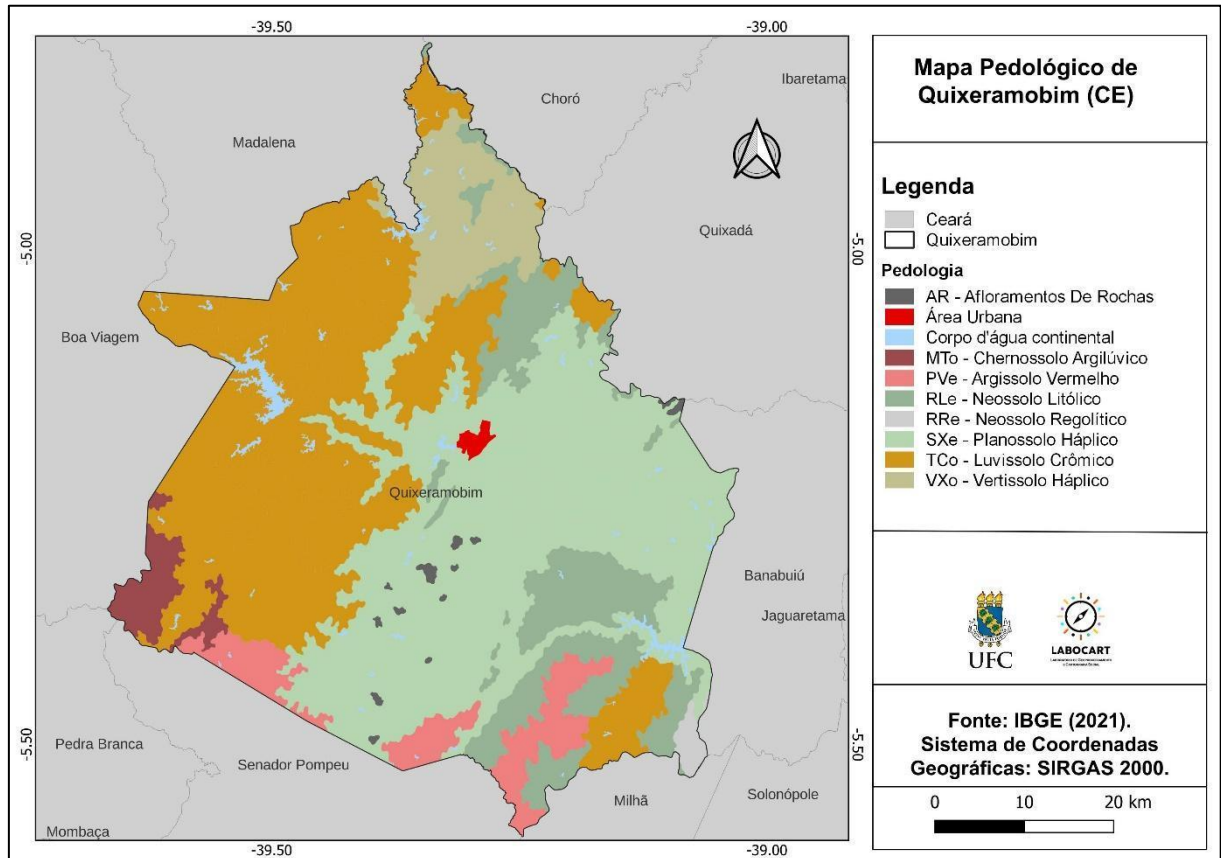 -39.50
-39.00
Ibaretama
Choró
Madalena
Quixadá
-5.00
-5.00
Boa Viagem
Quixeramobim
Banabuiú
Jaguaretama
-5.50
-5.50
Pedra Branca
Senador Pompeu
Milhã
Solonópole
Mombaça
-39.50
-39.00
Mapa Pedológico de
Quixeramobim (CE)
Legenda
Ceará
Quixeramobim
Pedologia
AR - Afloramentos De Rochas
Área Urbana
Corpo d'água continental
MTo - Chernossolo Argilúvico
PVe - Argissolo Vermelho
RLe - Neossolo Litólico
RRe - Neossolo Regolítico
SXe - Planossolo Háplico
TCo - Luvissolo Crômico
VXo - Vertissolo Háplico
UFC
LABOCART
Fonte: IBGE (2021).
Sistema de Coordenadas
Geográficas: SIRGAS 2000.
0 10 20 km